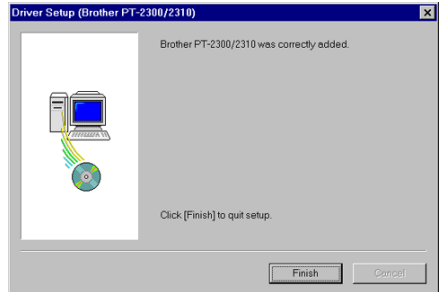 Driver Setup (Brother PT-2300/2310)
Brother PT-2300/2310 was correctly added.
Click [Finish] to quit setup.
Finish
Cancel